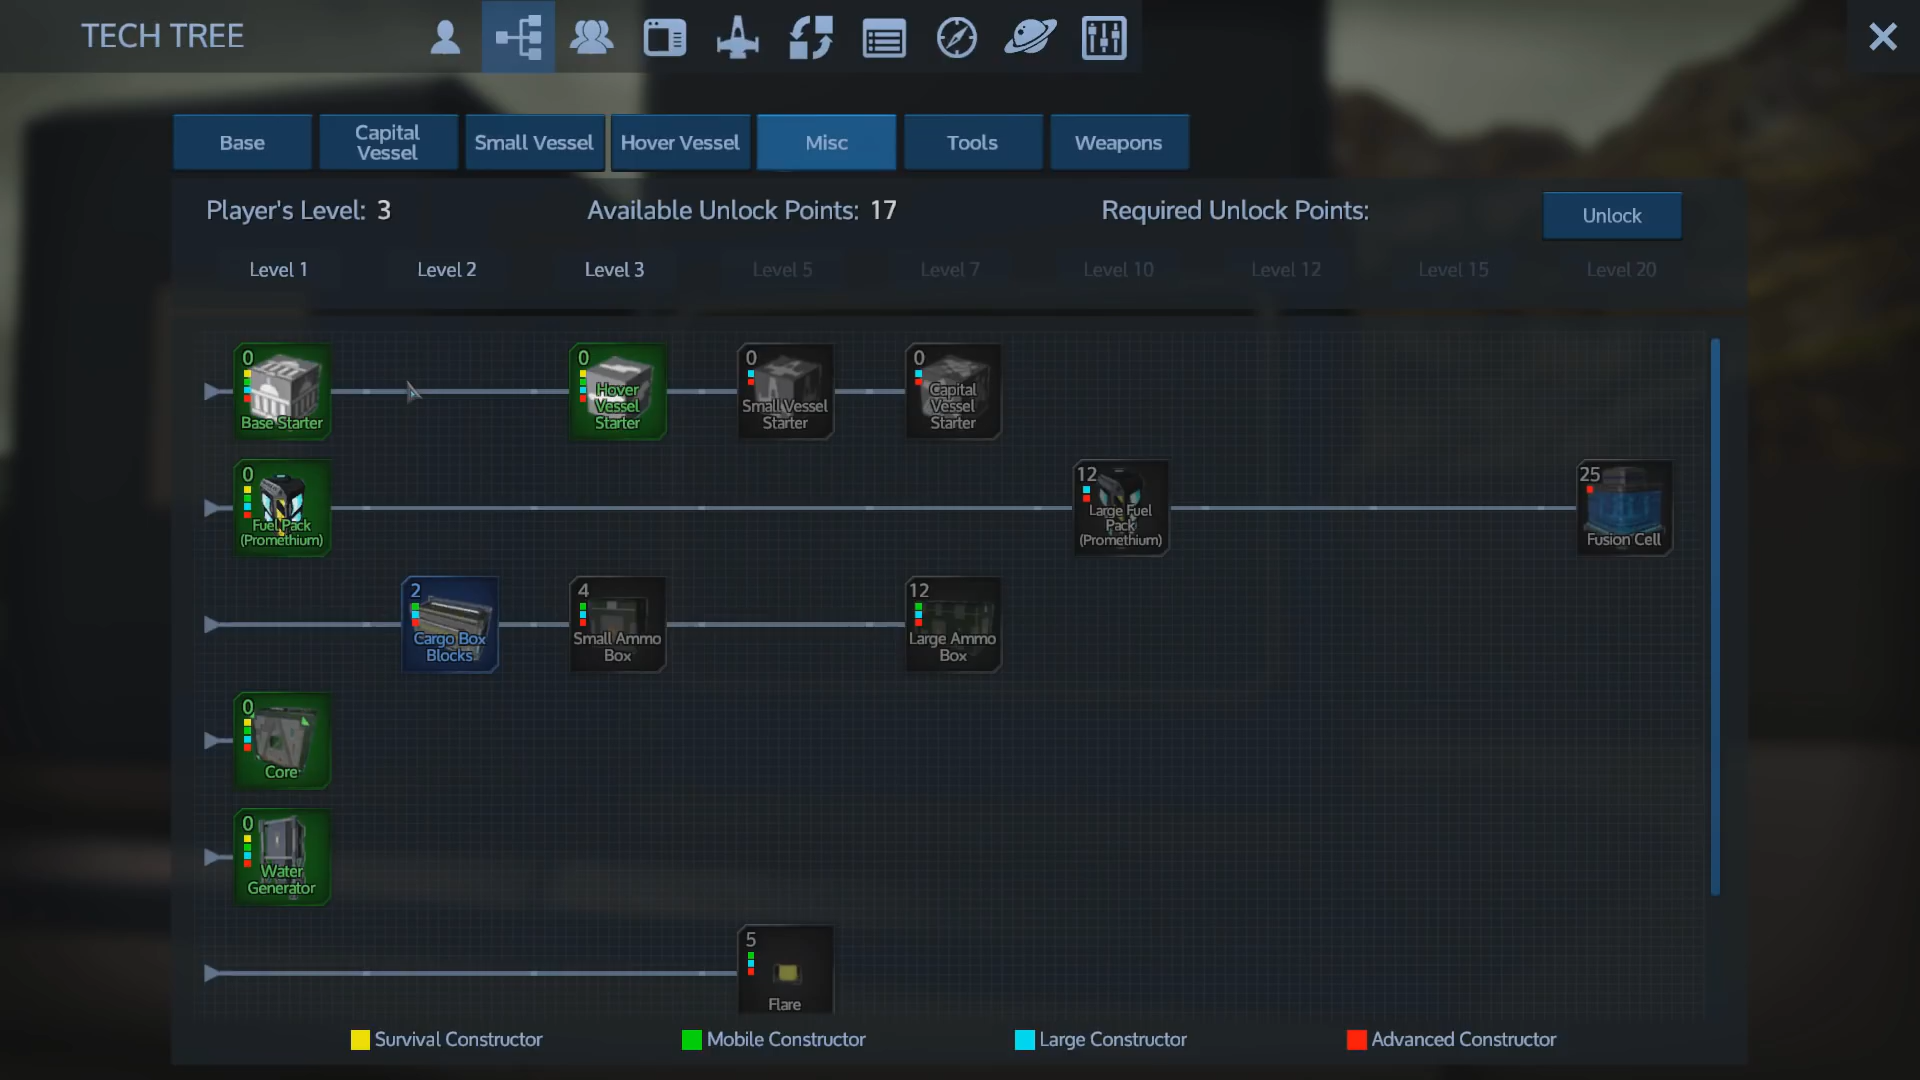 TECH TREE
Base
Capital
Vessel
Small Vessel
Hover Vessel
Misc
Tools
Weapons
Player's Level: 3
Available Unlock Points: 17
Required Unlock Points:
Unlock
Level 1
Level 2
Level 3
Level 5
Level 7
Level 10
Level 12
Level 15
Level 20
0
Base Starter
0
Hover
Vessel
Starter
0
Small Vessel
Starter
0
Capital
Vessel
Starter
0
Fuel Pack
(Promethium)
12
Large Fuel
Pack
(Promethium)
25
Fusion Cell
2
Cargo Box
Blocks
4
Small Ammo
Box
12
Large Ammo
Box
0
Core
0
Water
Generator
5
Flare
Survival Constructor
Mobile Constructor
Large Constructor
Advanced Constructor